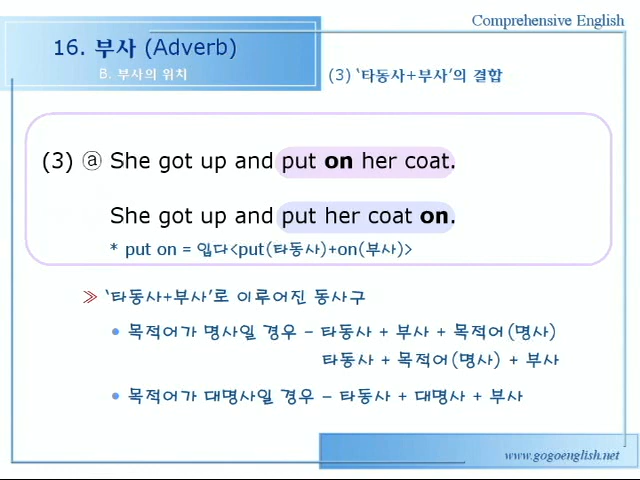 Comprehensive English
16. 부사 (Adverb)
B. 부사의 위치
(3) ‘타동사+부사’의 결합
(3) ⓐ She got up and put on her coat.
She got up and put her coat on.
* put on = 입다<put(타동사)+on(부사)>
≫ ‘타동사+부사’로 이루어진 동사구
• 목적어가 명사일 경우 – 타동사 + 부사 + 목적어(명사)
타동사 + 목적어(명사) + 부사
• 목적어가 대명사일 경우 – 타동사 + 대명사 + 부사
www.gogoenglish.net